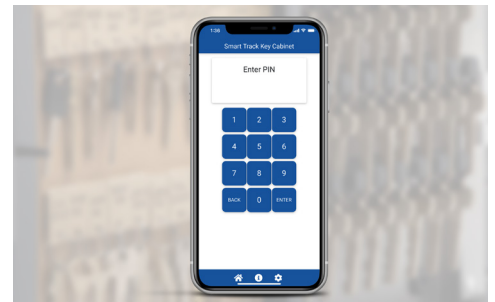 1:38
Smart Track Key Cabinet
Enter PIN
1 2 3
4 5 6
7 8 9
BACK 0 ENTER